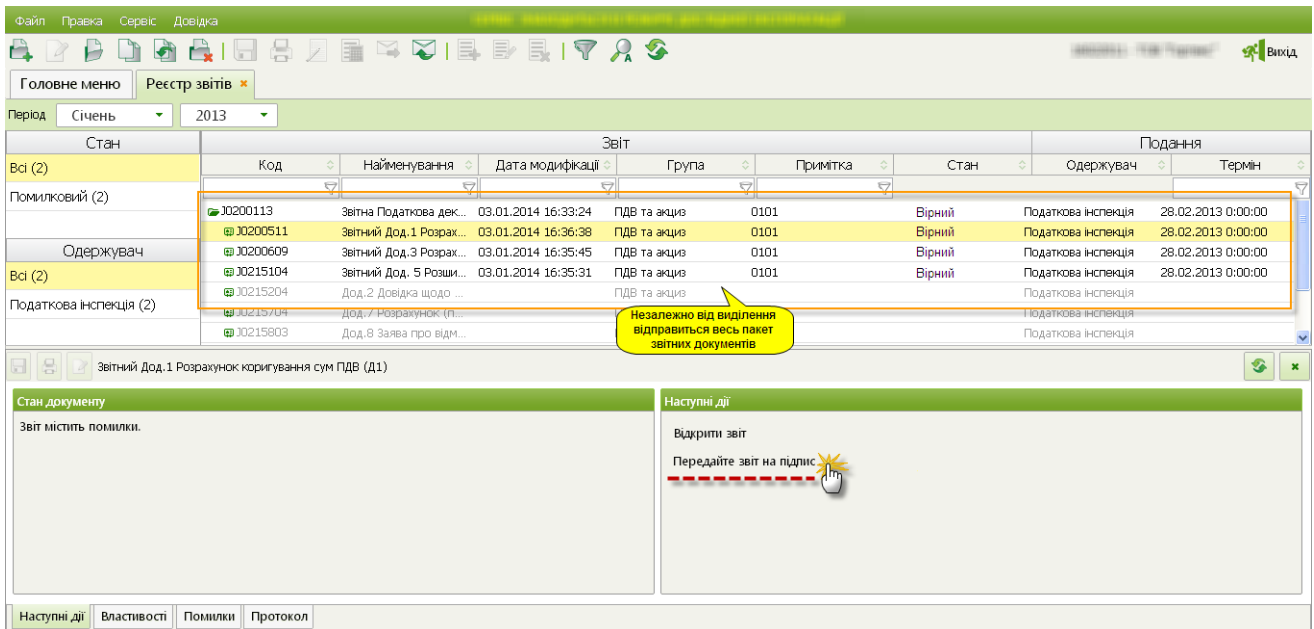 Файл Правка Сервіс Довідка
Вихід
Головне меню Реєстр звітів
Період Січень 2013
Стан Звіт Подання
Всі (2) Код Найменування Дата модифікації Група Примітка Стан Одержувач Термін
Помилковий (2)
J0200113 Звітна Податкова дек... 03.01.2014 16:33:24 ПДВ та акциз 0101 Вірний Податкова інспекція 28.02.2013 0:00:00
J0200511 Звітний Дод.1 Розрах... 03.01.2014 16:36:38 ПДВ та акциз 0101 Вірний Податкова інспекція 28.02.2013 0:00:00
Одержувач J0200609 Звітний Дод.3 Розрах... 03.01.2014 16:35:45 ПДВ та акциз 0101 Вірний Податкова інспекція 28.02.2013 0:00:00
Всі (2) J0215104 Звітний Дод. 5 Розши... 03.01.2014 16:35:31 ПДВ та акциз 0101 Вірний Податкова інспекція 28.02.2013 0:00:00
J0215204 Дод.2 Довідка щодо ... ПДВ та акциз Податкова інспекція
Податкова інспекція (2) J0215704 Дод.7 Розрахунок (п... Податкова інспекція
J0215803 Дод.8 Заява про відм... Податкова інспекція
Незалежно від виділення
відправиться весь пакет
звітних документів
Звітний Дод.1 Розрахунок коригування сум ПДВ (Д1)
Стан документу Наступні дії
Звіт містить помилки.
Відкрити звіт
Передайте звіт на підпис
Наступні дії Властивості Помилки Протокол